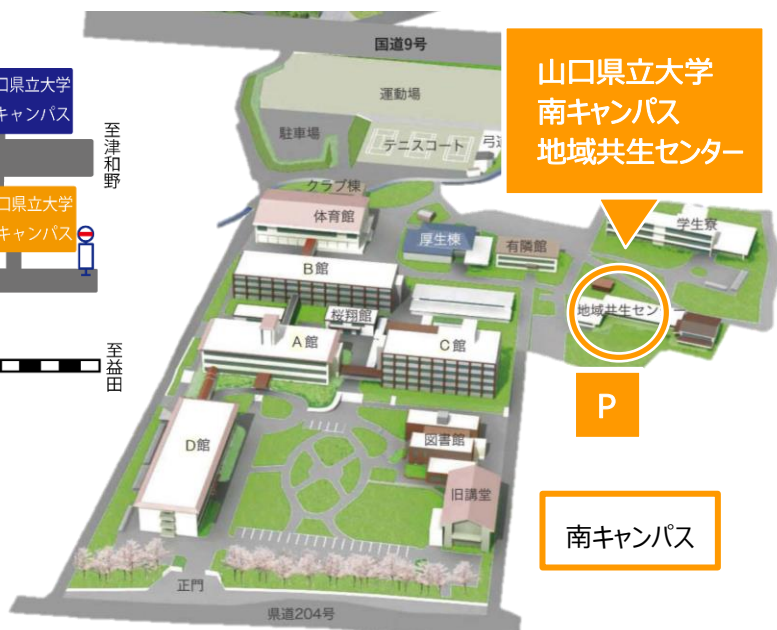 国道9号
山口県立大学
南キャンパス
地域共生センター
口県立大学
キャンパス
至津和野
口県立大学
キャンパス
至益田
運動場
駐車場
テニスコート
弓道
クラブ棟
体育館
学生寮
厚生棟
有隣館
B館
地域共生セン
桜翔館
A館
C館
P
D館
図書館
旧講堂
南キャンパス
正門
県道204号